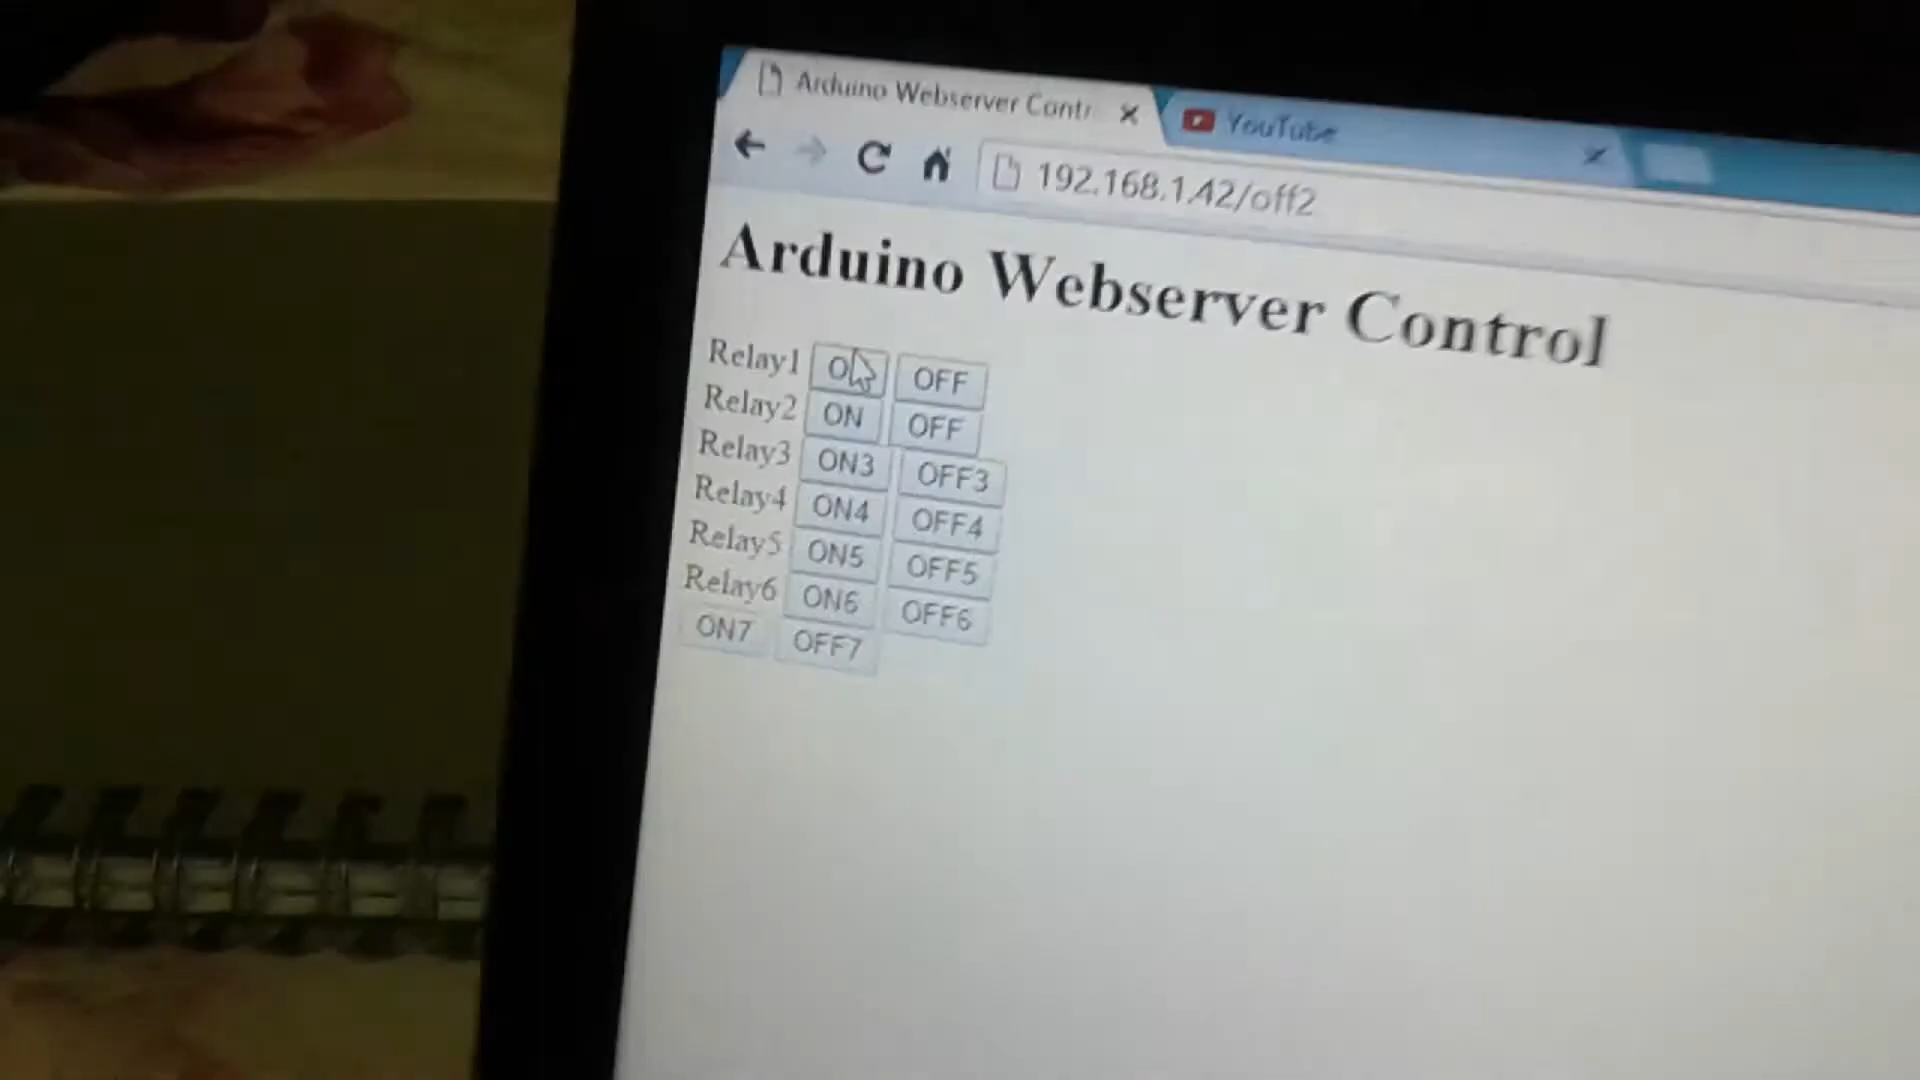 Arduino Webserver Contr
YouTube
192.168.1.42/off2
Arduino Webserver Control
Relay1 OFF
Relay2 ON OFF
Relay3 ON3 OFF3
Relay4 ON4 OFF4
Relay5 ON5 OFF5
Relay6 ON6 OFF6
ON7 OFF7